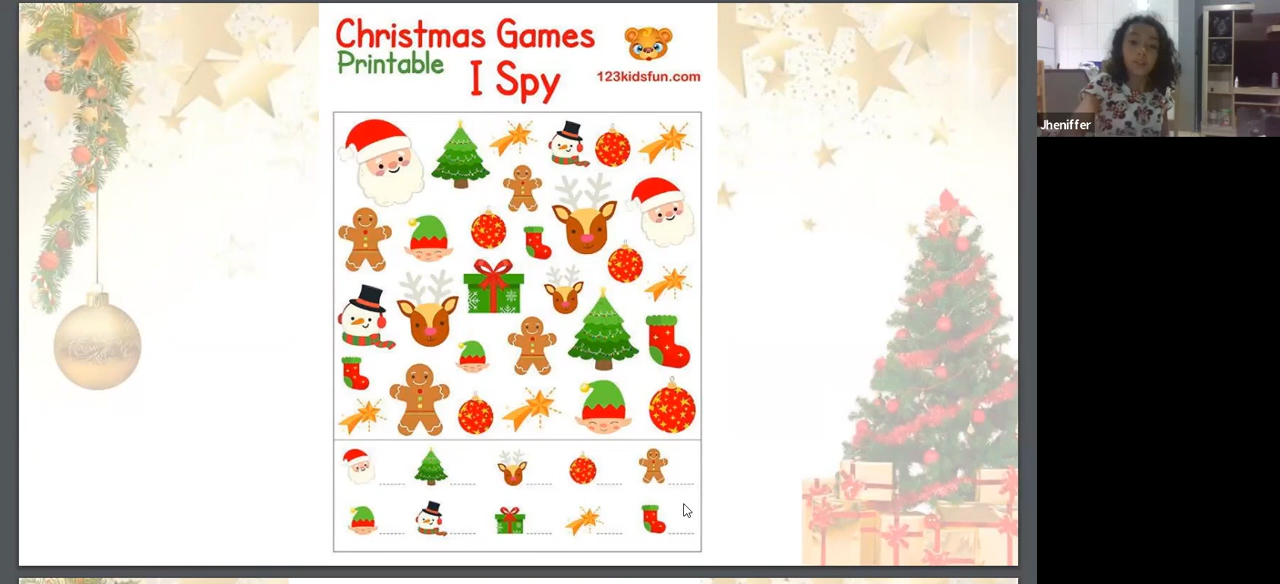 Christmas Games
Printable
I Spy
123kidsfun.com
Jheniffer